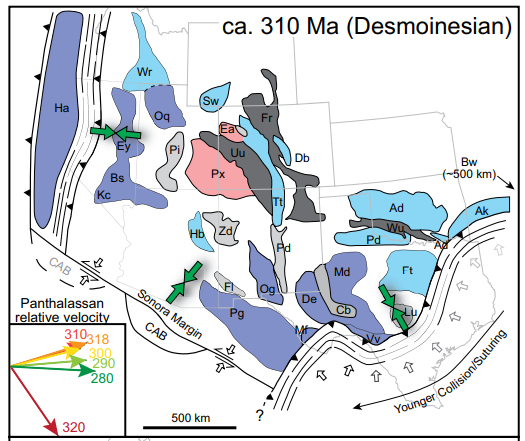 ca. 310 Ma (Desmoinesian)
Wr
Ha
Oq
Sw
Fr
Ea
Ey
Pi
Uu
Db
Px
Bw
(~500 km)
Bs
Kc
Tt
Ad
Ak
Hb
Zd
Wu
Pd
Pd
Ad
CAB
Md
Ft
Fl
Og
De
Panthalassan
relative velocity
Sonora Margin
Pg
Cb
Lu
CAB
Mf
Vv
310
318
300
290
280
320
Younger Collision/Suturing
500 km
?